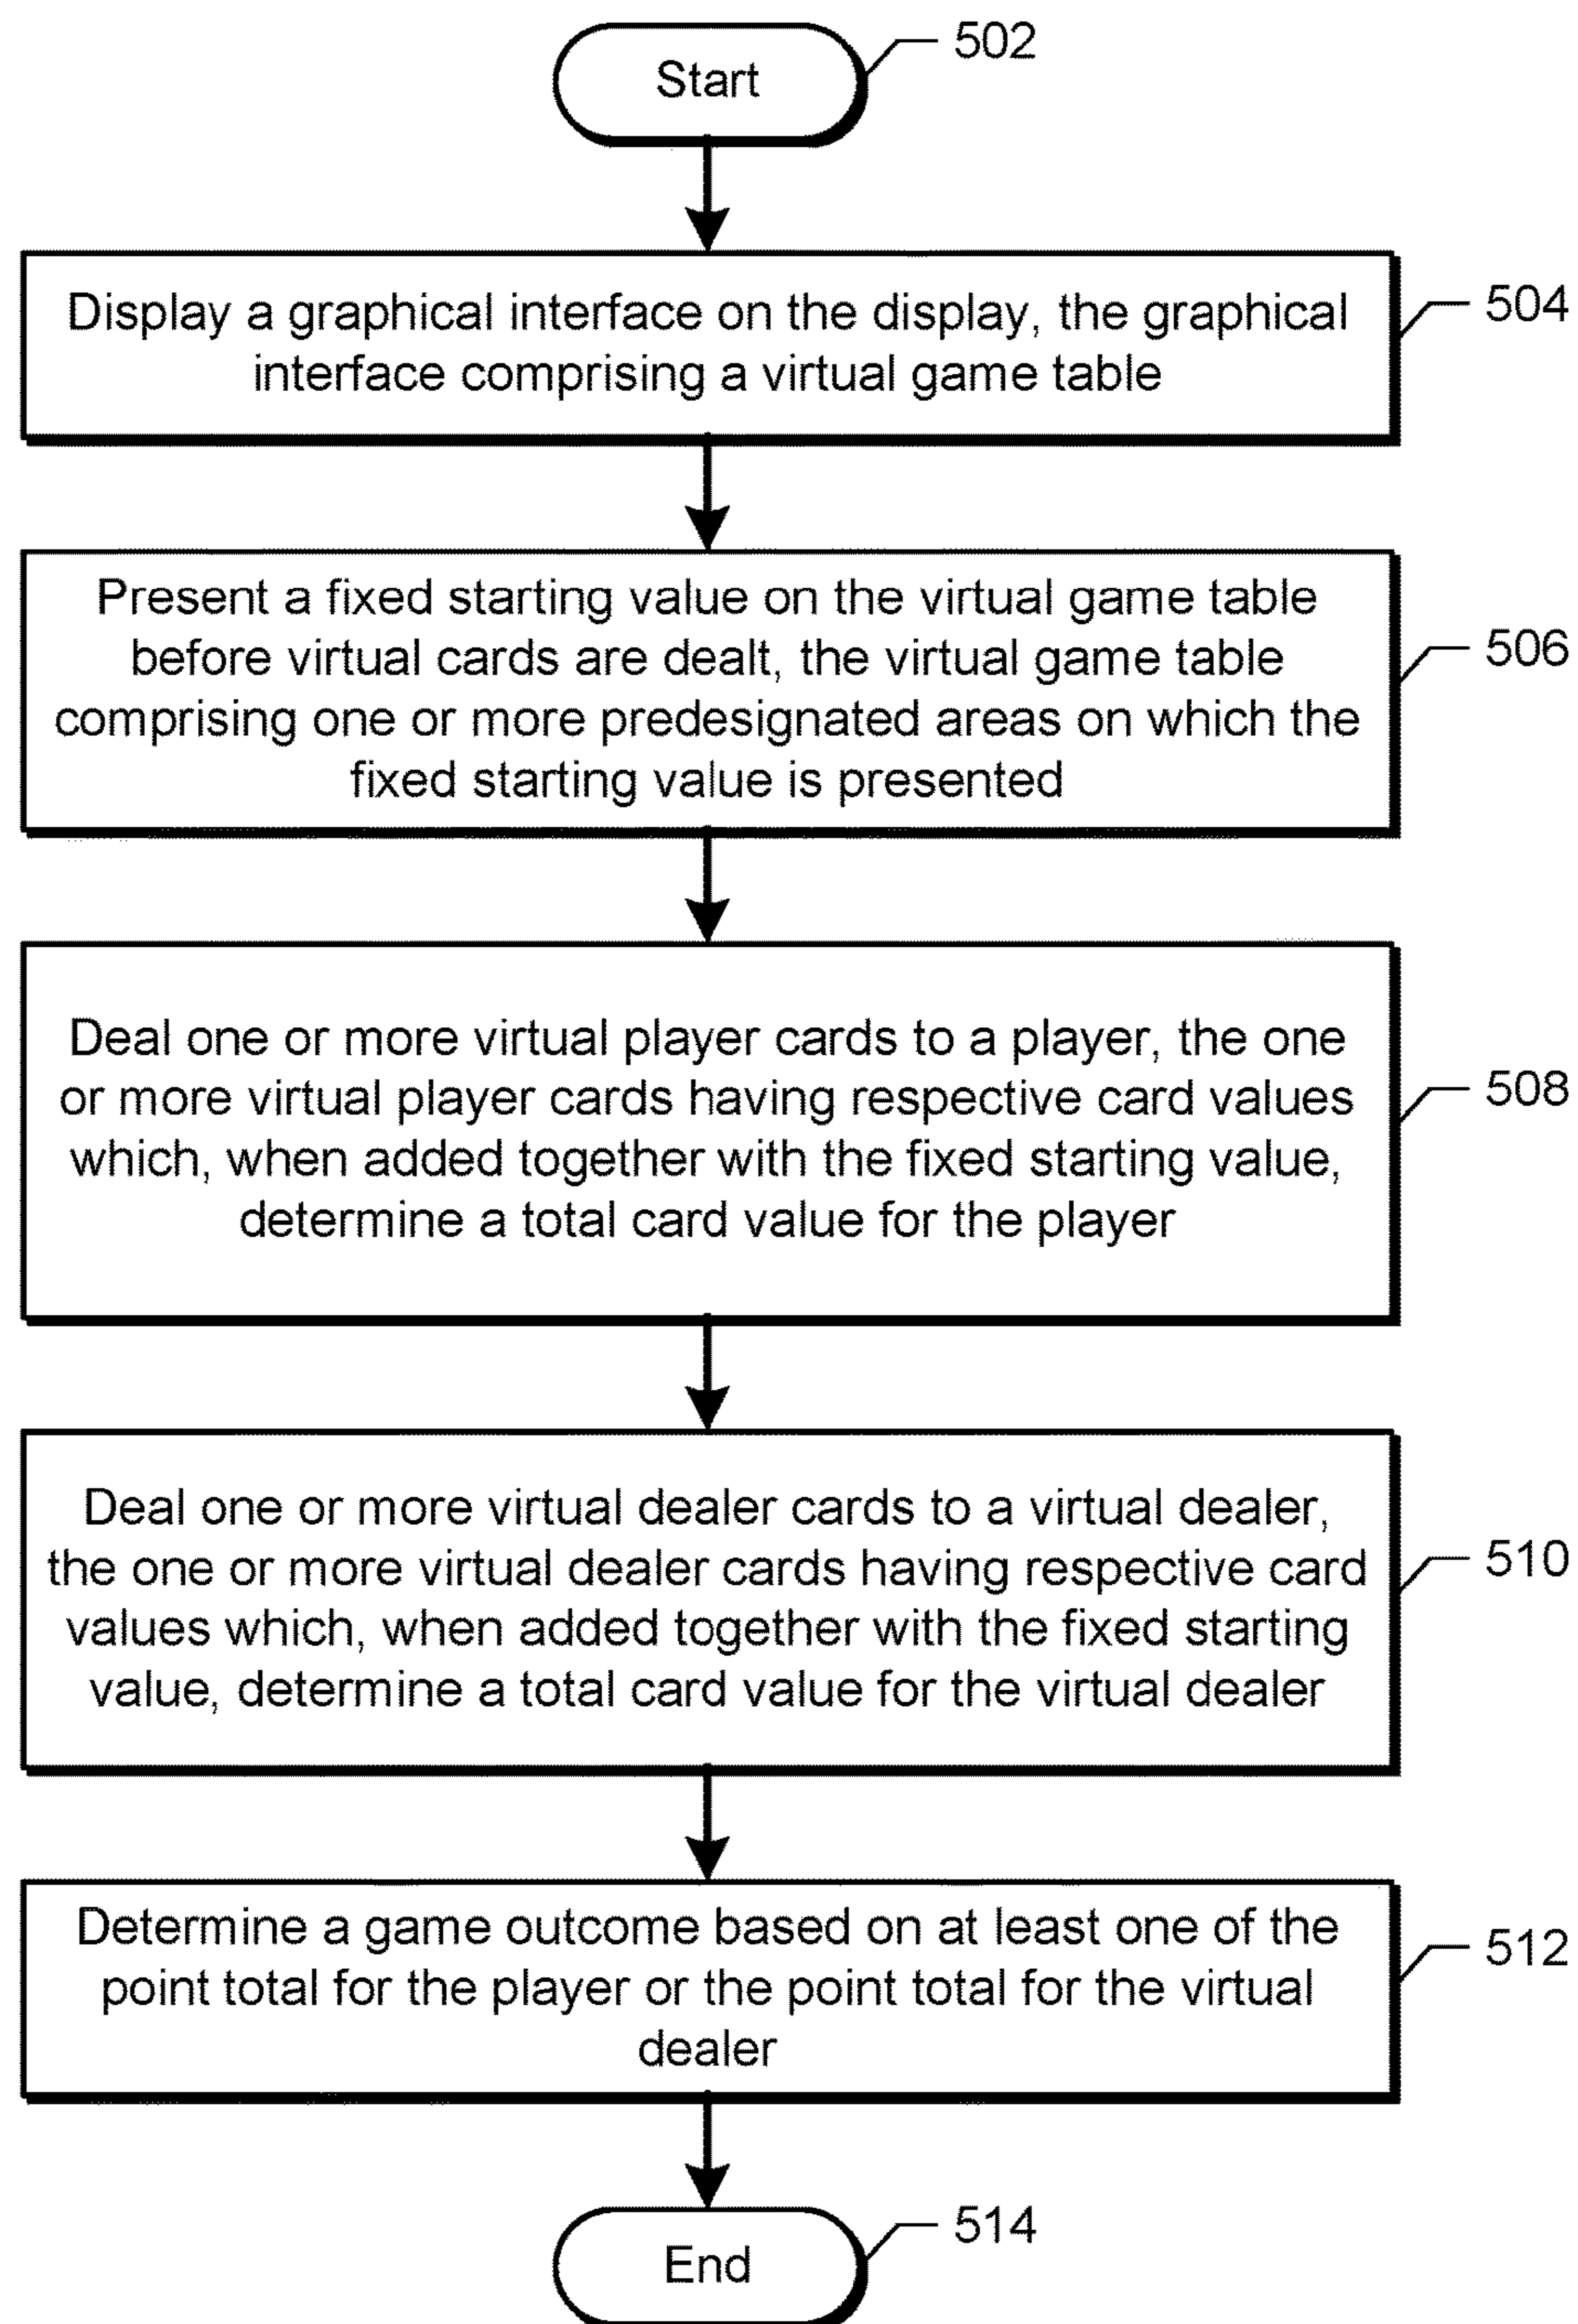 Start
502
Display a graphical interface on the display, the graphical
interface comprising a virtual game table
504
Present a fixed starting value on the virtual game table
before virtual cards are dealt, the virtual game table
comprising one or more predesignated areas on which the
fixed starting value is presented
506
Deal one or more virtual player cards to a player, the one
or more virtual player cards having respective card values
which, when added together with the fixed starting value,
determine a total card value for the player
508
Deal one or more virtual dealer cards to a virtual dealer,
the one or more virtual dealer cards having respective card
values which, when added together with the fixed starting
value, determine a total card value for the virtual dealer
510
Determine a game outcome based on at least one of the
point total for the player or the point total for the virtual
dealer
512
End
514